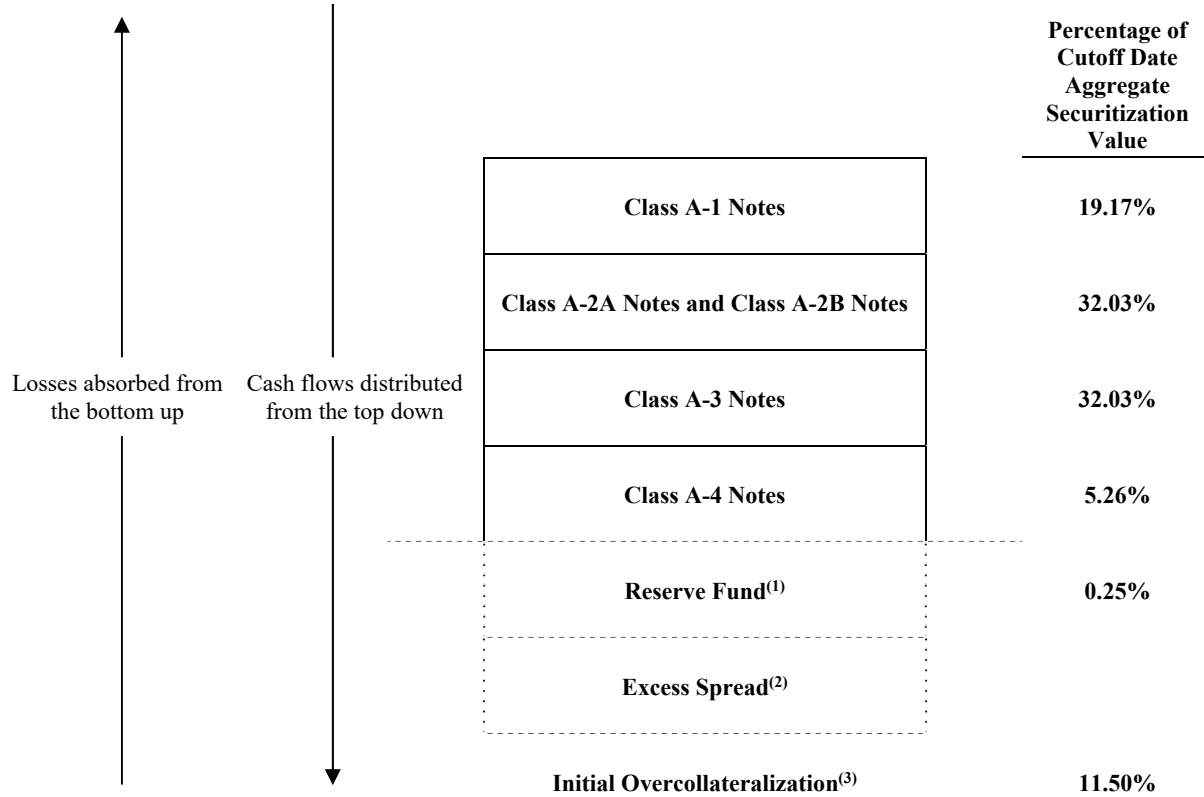 Percentage of
Cutoff Date
Aggregate
Securitization
Value
Class A-1 Notes 19.17%
Class A-2A Notes and Class A-2B Notes 32.03%
Losses absorbed from
the bottom up
Cash flows distributed
from the top down
Class A-3 Notes 32.03%
Class A-4 Notes 5.26%
Reserve Fund(1) 0.25%
Excess Spread(2)
Initial Overcollateralization(3) 11.50%